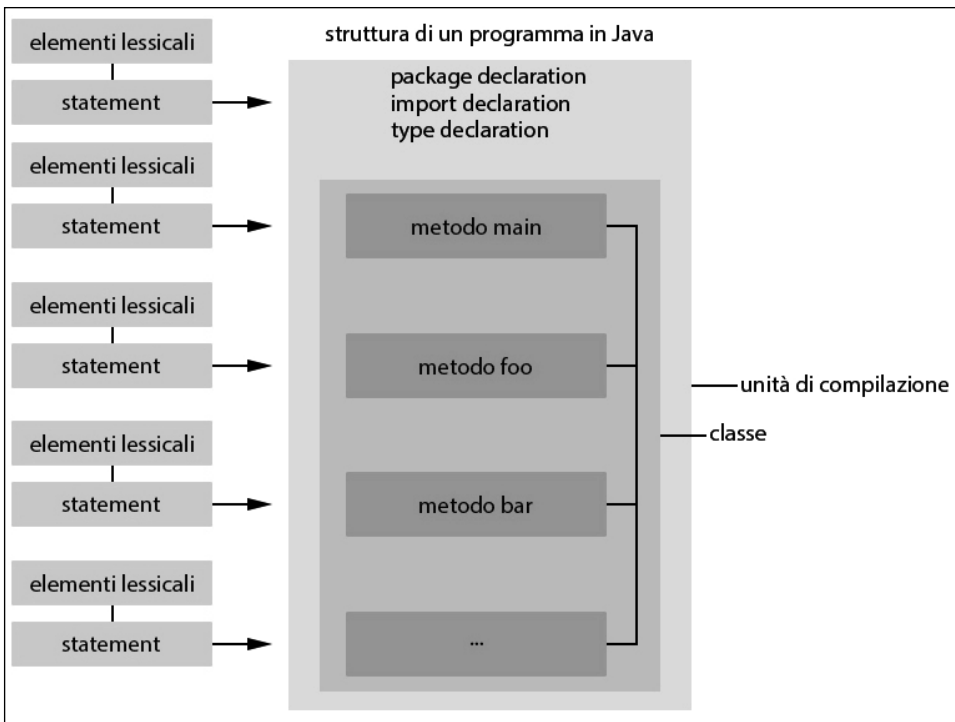 struttura di un programma in Java
elementi lessicali
statement
package declaration
import declaration
type declaration
elementi lessicali
statement
metodo main
elementi lessicali
statement
metodo foo
unità di compilazione
classe
elementi lessicali
statement
metodo bar
elementi lessicali
statement
...